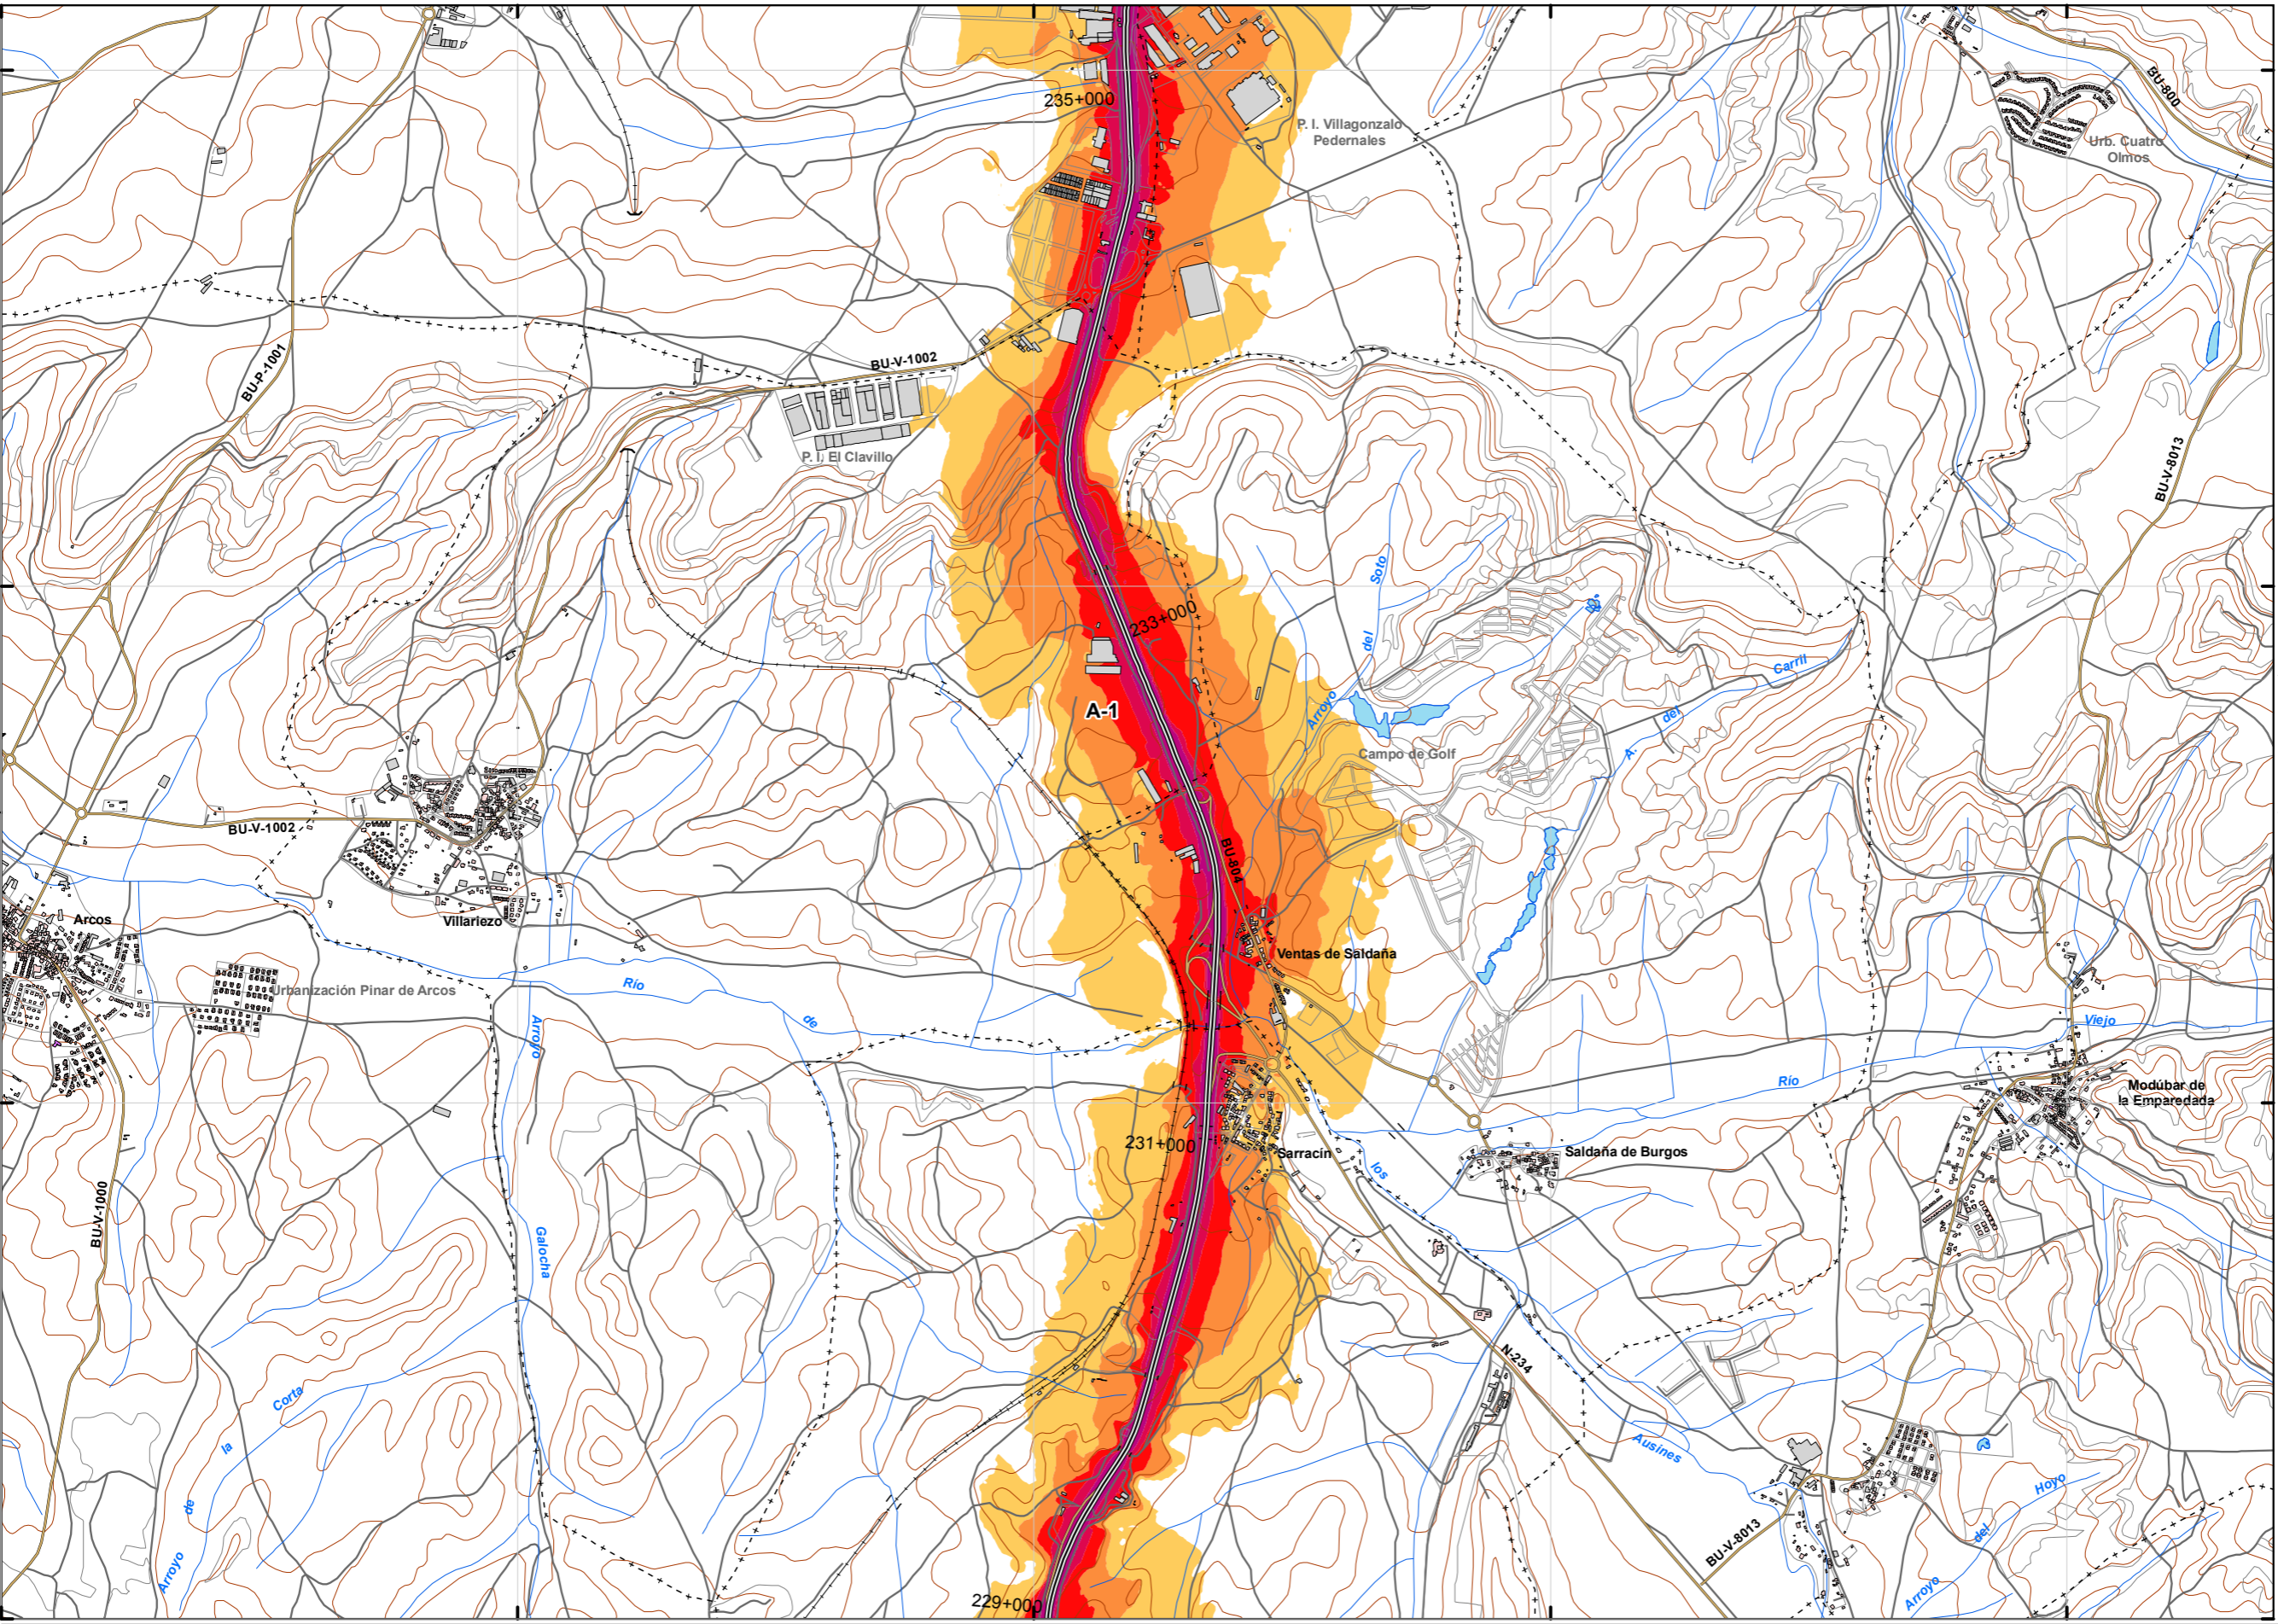 235+000
BU-800
P. I. Villagonzalo
Pedernales
Urb. Cuatro
Olmos
BU-P-1001
BU-V-1002
P. I. El Clavillo
BU-V-8013
Soto
del
Arroyo
233+000
Carril
del
A.
A-1
Campo de Golf
BU-V-1002
BU-804
Villariezo
Arcos
Ventas de Saldaña
Urbanización Pinar de Arcos
Río
de
Arroyo
Viejo
Río
Modúbar de
la Emparedada
231+000
Sarracín
Saldaña de Burgos
los
BU-V-1000
Galocha
N-234
Corta
la
de
Arroyo
Ausines
Hoyo
del
Arroyo
BU-V-8013
229+000